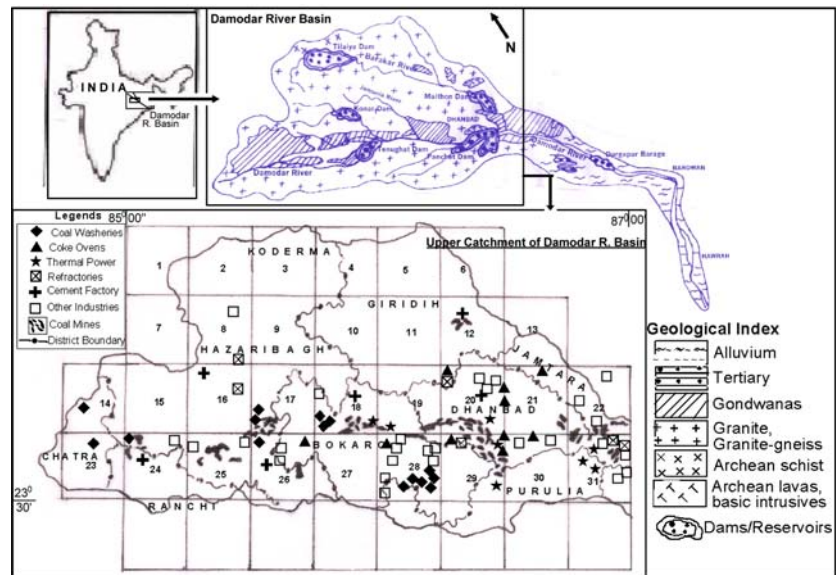 Damodar River Basin
N
INDIA
Damodar
R. Basin
Tilaiya Dam
Barakar River
Maithon Dam
Konar Dam
DHANBAD
Tenughat Dam
Panchet Dam
Damodar River
Damodar River
Durgapur Barage
HAWRAH
85°00"
87°00"
Legends
Coal Washeries
Coke Ovens
Thermal Power
Refractories
Cement Factory
Other Industries
Coal Mines
District Boundary
Upper Catchment of Damodar R. Basin
KODERMA
1 2 3 4 5 6
GIRIDIH
7 8 9 10 11 12 13
HAZARIBAGH
JAMTARA
14 15 16 17 18 19 20 21 22
DHANBAD
BOKARO
CHATRA
23 24 25 26 27 28 29 30 31
PURULIA
RANCHI
23°
30'
Geological Index
Alluvium
Tertiary
Gondwanas
Granite,
Granite-gneiss
Archean schist
Archean lavas,
basic intrusives
Dams/Reservoirs